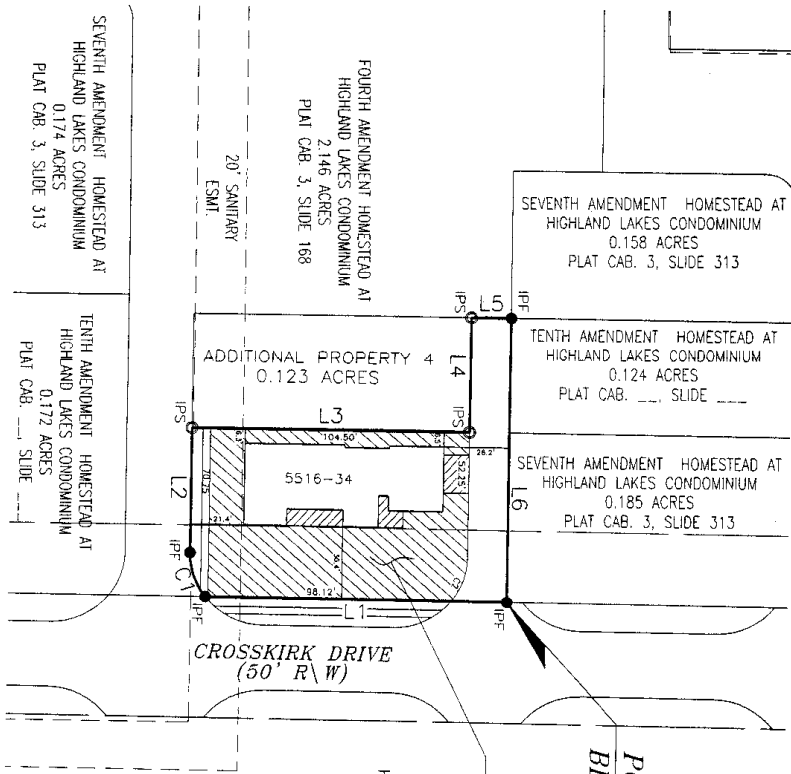 SEVENTH AMENDMENT HOMESTEAD AT
HIGHLAND LAKES CONDOMINIUM
0.174 ACRES
PLAT CAB. 3, SLIDE 313
TENTH AMENDMENT HOMESTEAD AT
HIGHLAND LAKES CONDOMINIUM
0.172 ACRES
PLAT CAB. ___, SLIDE ___
20' SANITARY
ESMT.
FOURTH AMENDMENT HOMESTEAD AT
HIGHLAND LAKES CONDOMINIUM
2.146 ACRES
PLAT CAB. 3, SLIDE 168
SEVENTH AMENDMENT HOMESTEAD AT
HIGHLAND LAKES CONDOMINIUM
0.158 ACRES
PLAT CAB. 3, SLIDE 313
TENTH AMENDMENT HOMESTEAD AT
HIGHLAND LAKES CONDOMINIUM
0.124 ACRES
PLAT CAB. ___, SLIDE ___
SEVENTH AMENDMENT HOMESTEAD AT
HIGHLAND LAKES CONDOMINIUM
0.185 ACRES
PLAT CAB. 3, SLIDE 313
IPS
L5
IPF
ADDITIONAL PROPERTY 4
0.123 ACRES
L4
IPS
L3
IPS
104.50'
26.2'
52.25'
5516-34
L2
70.75
21.4'
L6
IPF
C1
98.12'
L1
IPF
IPF
CROSSKIRK DRIVE
(50' R\W)